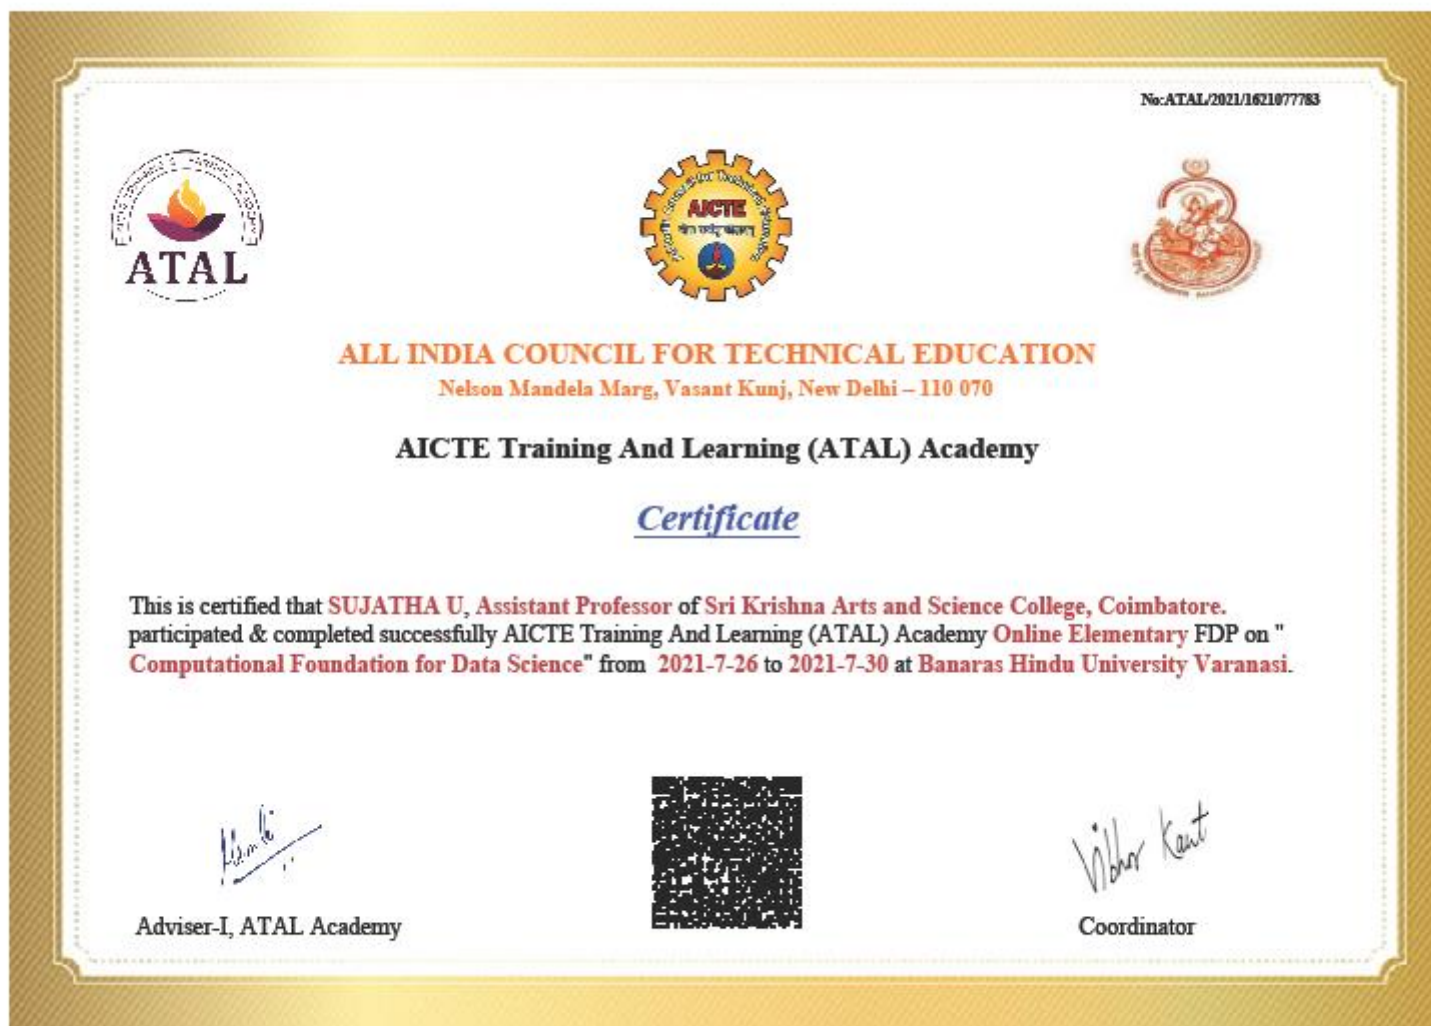 No:ATAL/2021/1621077783
ATAL
AICTE
ALL INDIA COUNCIL FOR TECHNICAL EDUCATION
Nelson Mandela Marg, Vasant Kunj, New Delhi – 110 070
AICTE Training And Learning (ATAL) Academy
Certificate
This is certified that SUJATHA U, Assistant Professor of Sri Krishna Arts and Science College, Coimbatore.
participated & completed successfully AICTE Training And Learning (ATAL) Academy Online Elementary FDP on "
Computational Foundation for Data Science" from 2021-7-26 to 2021-7-30 at Banaras Hindu University Varanasi.
Vibhor Kant
Adviser-I, ATAL Academy
Coordinator